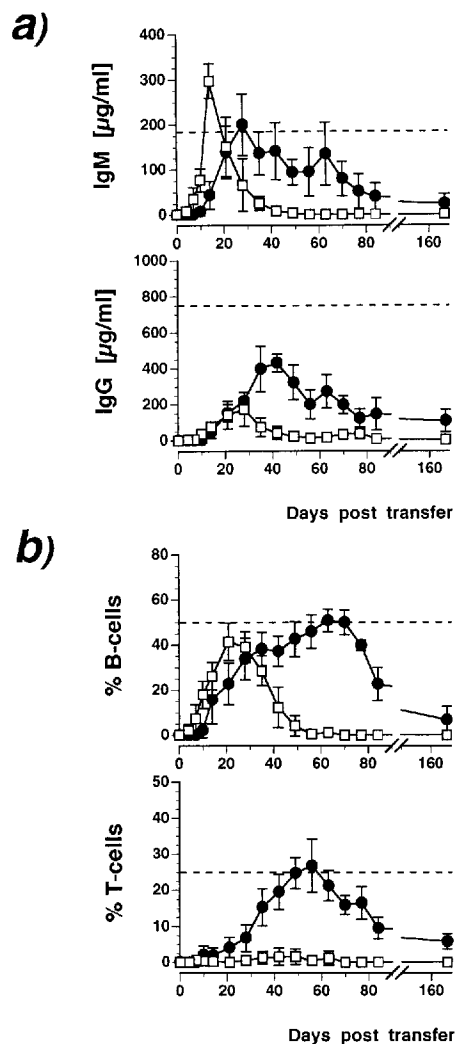 a)
IgM [µg/ml]
400
300
200
100
0
0 20 40 60 80 160
IgG [µg/ml]
1000
800
600
400
200
0
0 20 40 60 80 160
Days post transfer
b)
% B-cells
80
60
40
20
0
0 20 40 60 80 160
% T-cells
50
40
30
20
10
0
0 20 40 60 80 160
Days post transfer